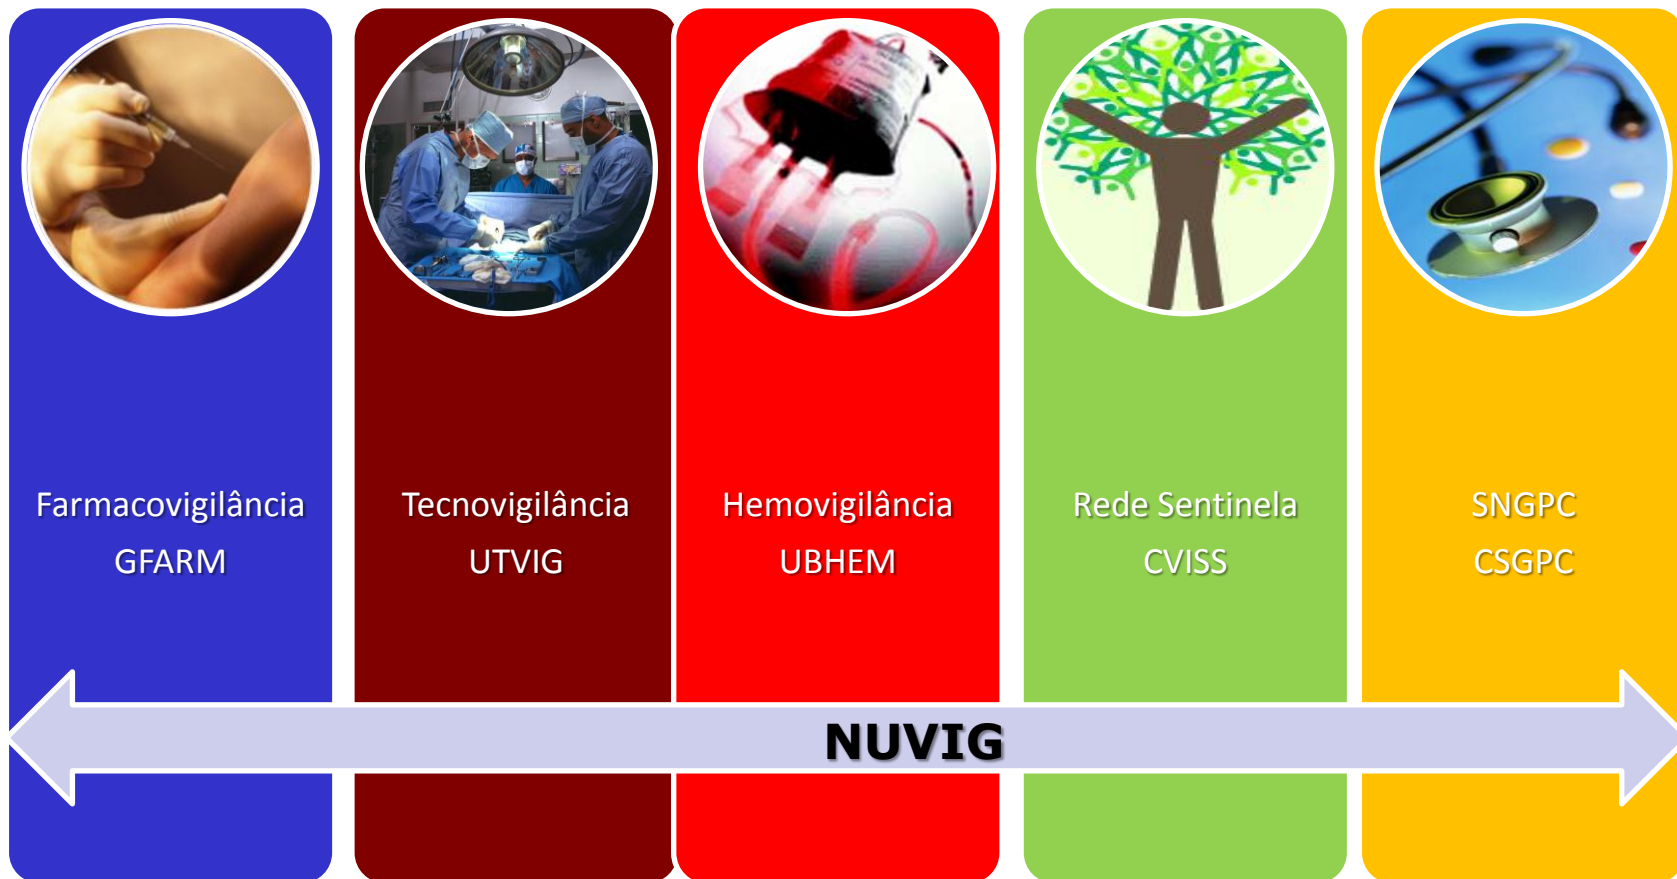 Farmacovigilância
GFARM
Tecnovigilância
UTVIG
Hemovigilância
UBHEM
Rede Sentinela
CVISS
SNGPC
CSGPC
NUVIG